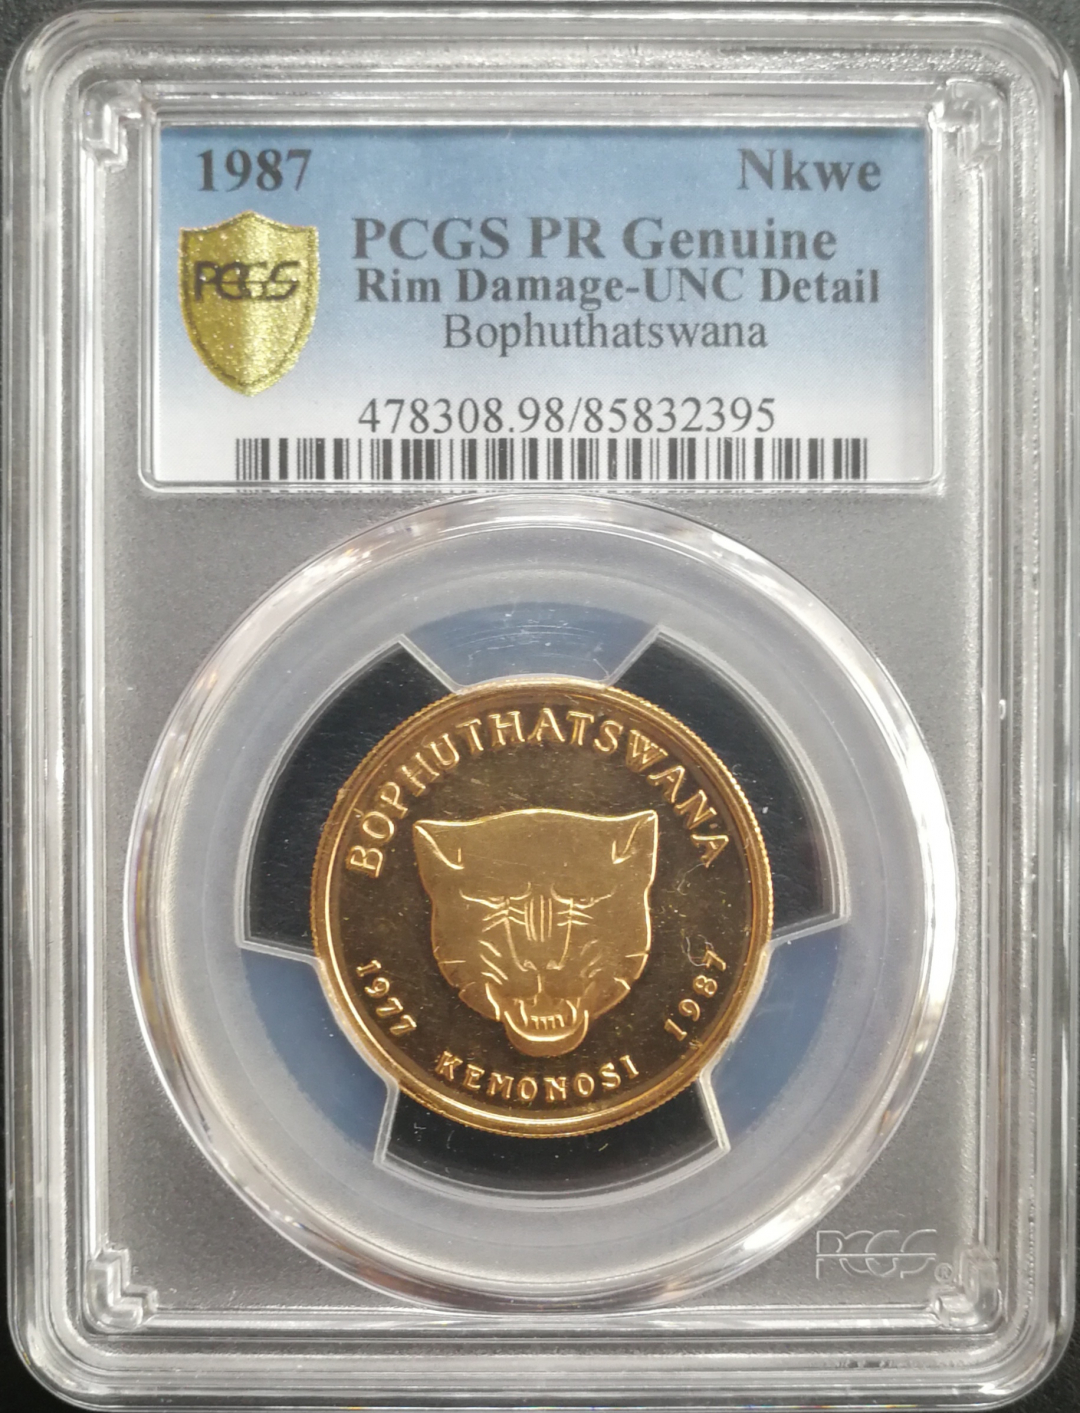 1987 Nkwe
PCGS
PCGS PR Genuine
Rim Damage-UNC Detail
Bophuthatswana
478308.98/85832395
BOPHUTHATSWANA
1977 KEMONOSI 1987
PCGS®